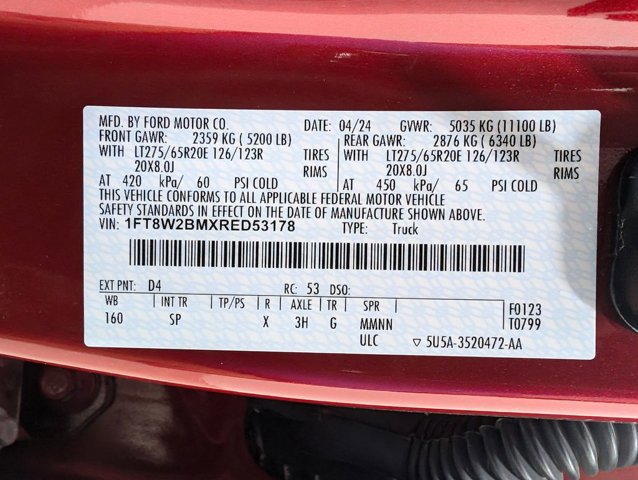 MFD. BY FORD MOTOR CO. DATE: 04/24 GVWR: 5035 KG (11100 LB)
FRONT GAWR: 2359 KG ( 5200 LB) REAR GAWR: 2876 KG ( 6340 LB)
WITH LT275/65R20E 126/123R TIRES WITH LT275/65R20E 126/123R TIRES
20X8.0J RIMS 20X8.0J RIMS
AT 420 kPa/ 60 PSI COLD AT 450 kPa/ 65 PSI COLD
THIS VEHICLE CONFORMS TO ALL APPLICABLE FEDERAL MOTOR VEHICLE
SAFETY STANDARDS IN EFFECT ON THE DATE OF MANUFACTURE SHOWN ABOVE.
VIN: 1FT8W2BMXRED53178 TYPE: Truck
EXT PNT: D4 RC: 53 DSO:
WB INT TR TP/PS R AXLE TR SPR F0123
160 SP X 3H G MMNN T0799
ULC ▽ 5U5A-3520472-AA